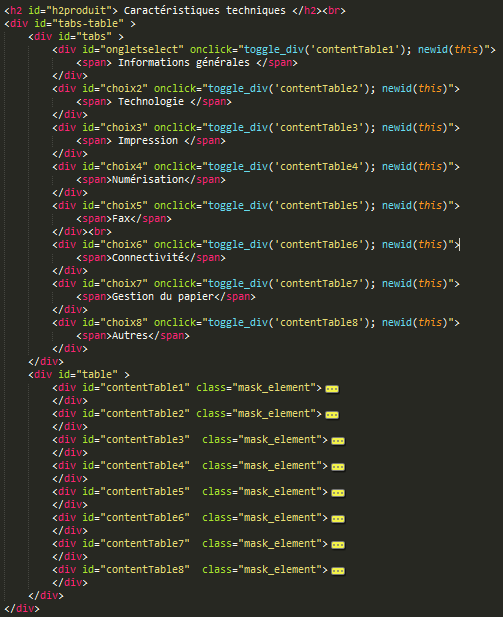 <h2 id="h2produit"> Caractéristiques techniques </h2><br>
<div id="tabs-table" >
<div id="tabs" >
<div id="ongletselect" onclick="toggle_div('contentTable1'); newid(this)">
<span> Informations générales </span>
</div>
<div id="choix2" onclick="toggle_div('contentTable2'); newid(this)">
<span> Technologie </span>
</div>
<div id="choix3" onclick="toggle_div('contentTable3'); newid(this)">
<span> Impression </span>
</div>
<div id="choix4" onclick="toggle_div('contentTable4'); newid(this)">
<span>Numérisation</span>
</div>
<div id="choix5" onclick="toggle_div('contentTable5'); newid(this)">
<span>Fax</span>
</div><br>
<div id="choix6" onclick="toggle_div('contentTable6'); newid(this)">
<span>Connectivité</span>
</div>
<div id="choix7" onclick="toggle_div('contentTable7'); newid(this)">
<span>Gestion du papier</span>
</div>
<div id="choix8" onclick="toggle_div('contentTable8'); newid(this)">
<span>Autres</span>
</div>
</div>
<div id="table" >
<div id="contentTable1" class="mask_element">
</div>
<div id="contentTable2" class="mask_element">
</div>
<div id="contentTable3"  class="mask_element">
</div>
<div id="contentTable4"  class="mask_element">
</div>
<div id="contentTable5"  class="mask_element">
</div>
<div id="contentTable6"  class="mask_element">
</div>
<div id="contentTable7"  class="mask_element">
</div>
<div id="contentTable8"  class="mask_element">
</div>
</div>
</div>